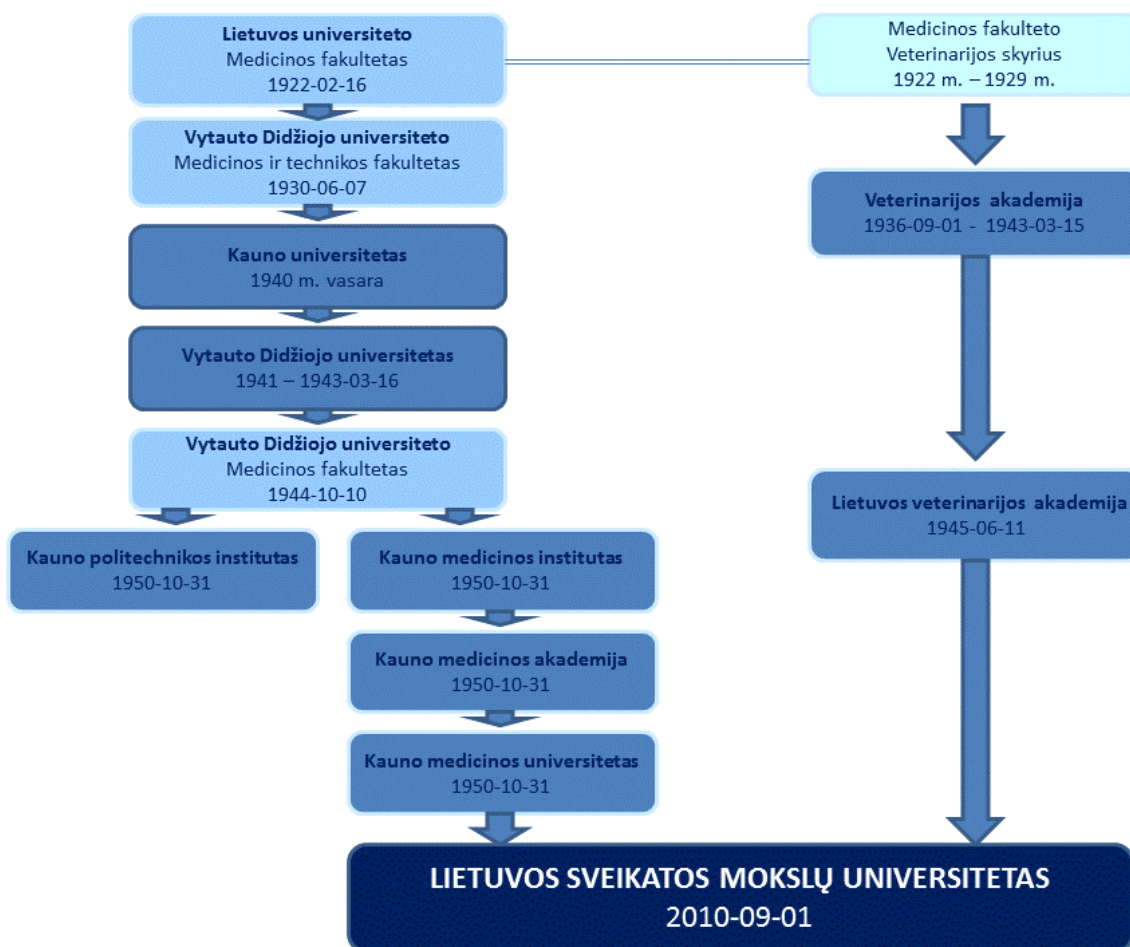 Lietuvos universiteto
Medicinos fakultetas
1922-02-16
Medicinos fakulteto
Veterinarijos skyrius
1922 m. – 1929 m.
Vytauto Didžiojo universiteto
Medicinos ir technikos fakultetas
1930-06-07
Veterinarijos akademija
1936-09-01 - 1943-03-15
Kauno universitetas
1940 m. vasara
Vytauto Didžiojo universitetas
1941 – 1943-03-16
Vytauto Didžiojo universiteto
Medicinos fakultetas
1944-10-10
Lietuvos veterinarijos akademija
1945-06-11
Kauno politechnikos institutas
1950-10-31
Kauno medicinos institutas
1950-10-31
Kauno medicinos akademija
1950-10-31
Kauno medicinos universitetas
1950-10-31
LIETUVOS SVEIKATOS MOKSLŲ UNIVERSITETAS
2010-09-01